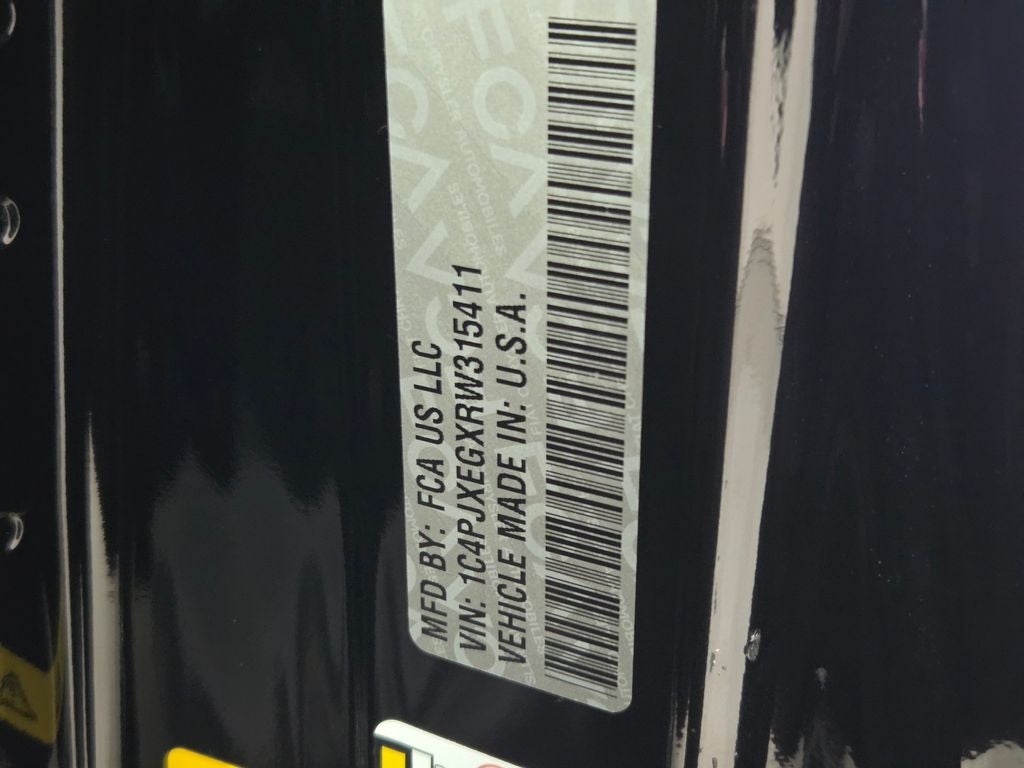 MFD BY: FCA US LLC
VIN: 1C4PJXEGXRW315411
VEHICLE MADE IN: U.S.A.